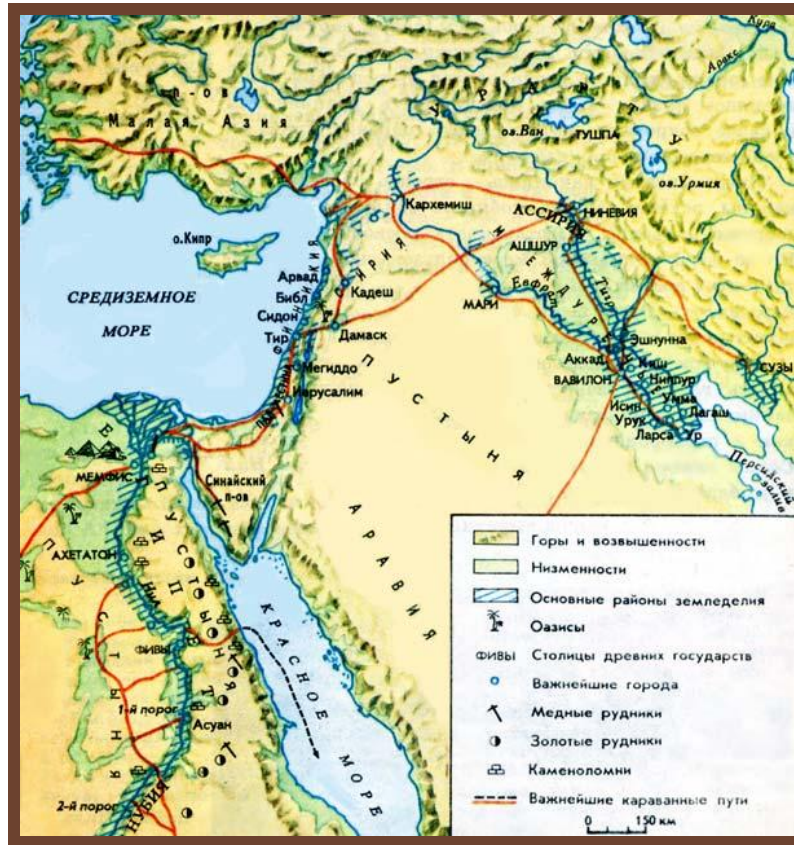 Кура
Аракс
У Р А Р Т У
п-ов
Малая Азия
оз.Ван
ТУШПА
оз.Урмия
Кархемиш
АССИРИЯ
НИНЕВИЯ
АШШУР
МЕЖДУРЕЧЬЕ
о.Кипр
ФИНИКИЯ
СИРИЯ
Арвад
Библ
Кадеш
Сидон
СРЕДИЗЕМНОЕ
МОРЕ
МАРИ
Евфрат
Тигр
Тир
Дамаск
Эшнунна
Аккад
Киш
СУЗЫ
Мегиддо
ВАВИЛОН
Ниппур
ПАЛЕСТИНА
Иерусалим
Умма
Исин
Лагаш
Урук
Ларса
Ур
ПУСТЫНЯ
Персидский
залив
МЕМФИС
Синайский
п-ов
АРАВИЯ
ЕГИПЕТ
ПУСТЫНЯ
АХЕТАТОН
Нил
ПУСТЫНЯ
КРАСНОЕ МОРЕ
ФИВЫ
1-й порог
Асуан
2-й порог
НУБИЯ
Горы и возвышенности
Низменности
Основные районы земледелия
Оазисы
ФИВЫ Столицы древних государств
Важнейшие города
Медные рудники
Золотые рудники
Каменоломни
Важнейшие караванные пути
0 150 км